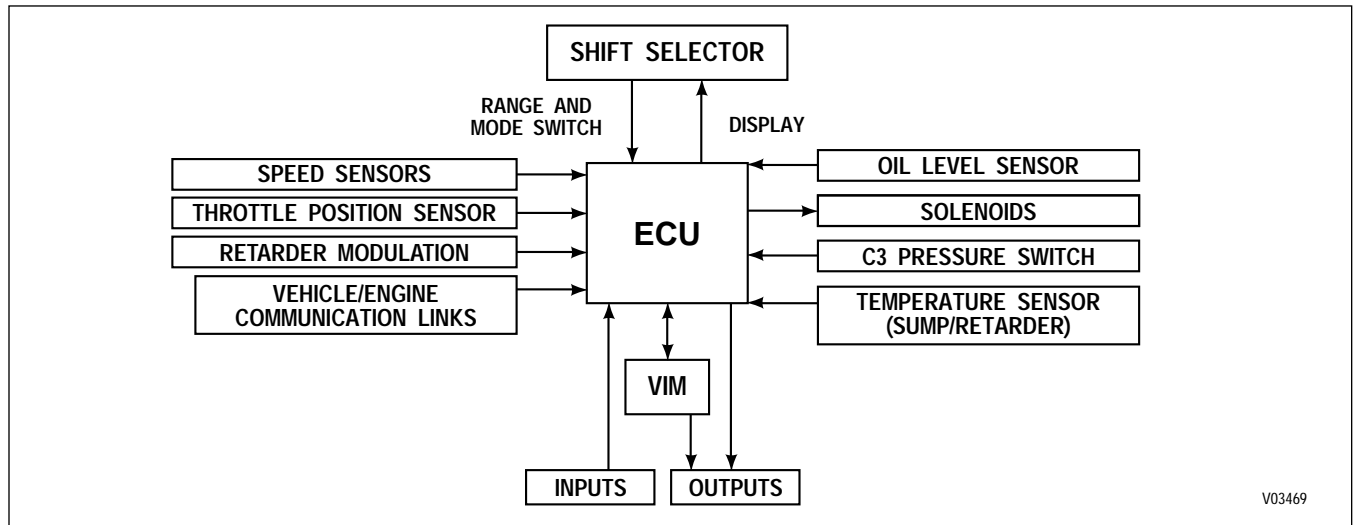 SHIFT SELECTOR
RANGE AND
MODE SWITCH
DISPLAY
SPEED SENSORS
THROTTLE POSITION SENSOR
RETARDER MODULATION
VEHICLE/ENGINE
COMMUNICATION LINKS
ECU
OIL LEVEL SENSOR
SOLENOIDS
C3 PRESSURE SWITCH
TEMPERATURE SENSOR
(SUMP/RETARDER)
VIM
INPUTS
OUTPUTS
V03469